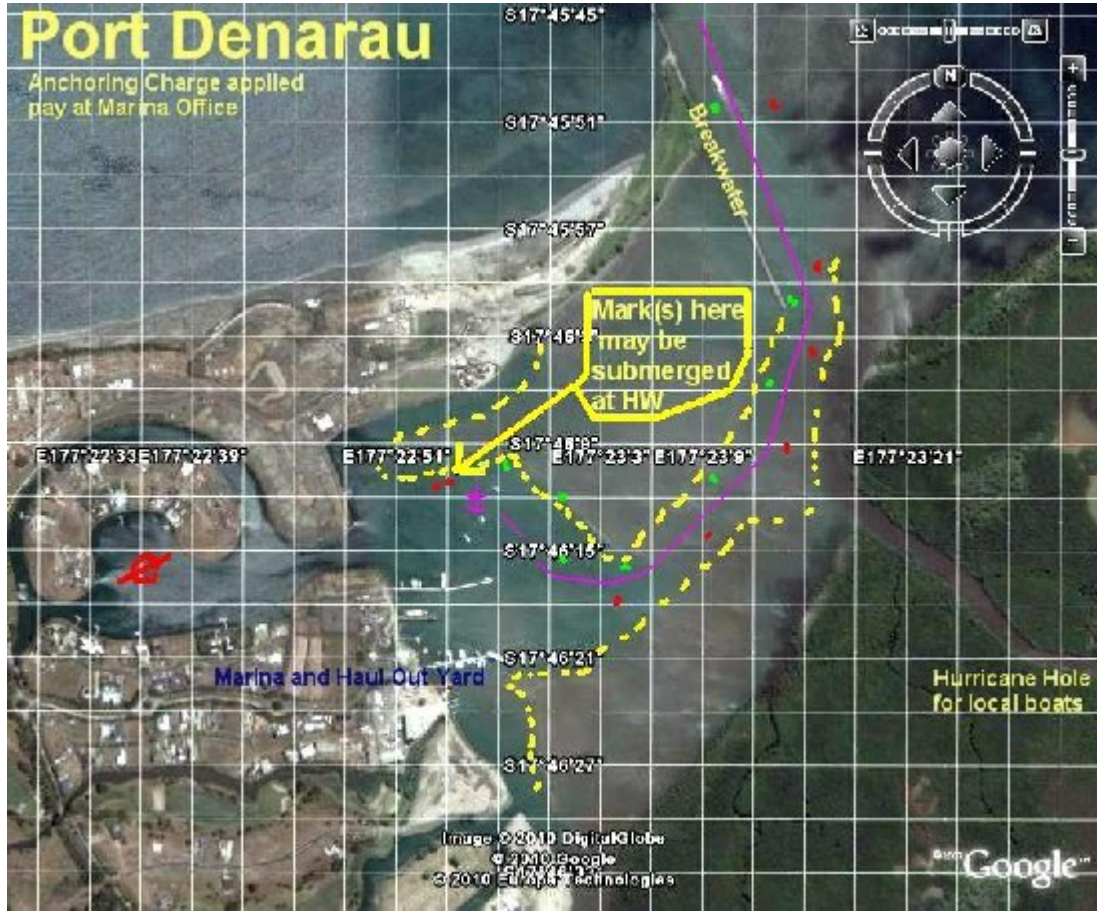 Port Denarau
Anchoring Charge applied
pay at Marina Office
S17°45'45"
N
S17°45'51"
Breakwater
S17°45'57"
Mark(s) here
may be
submerged
at HW
E177°22'33
E177°22'39"
E177°22'51"
E177°23'3"
E177°23'9"
E177°23'21"
S17°46'15"
S17°46'21"
Marina and Haul Out Yard
Hurricane Hole
for local boats
S17°46'27"
Image © 2010 DigitalGlobe
© 2010 Google
© 2010 Europa Technologies
Google